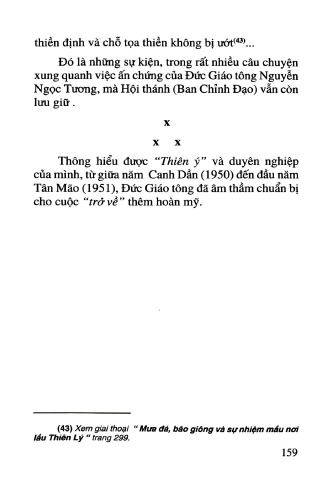 thiền định và chỗ tọa thiền không bị ướt(43)...
Đó là những sự kiện, trong rất nhiều câu chuyện
xung quanh việc ấn chứng của Đức Giáo tông Nguyễn
Ngọc Tương, mà Hội thánh (Ban Chỉnh Đạo) vẫn còn
lưu giữ .
x
x x
Thông hiểu được "Thiên ý" và duyên nghiệp
của mình, từ giữa năm Canh Dần (1950) đến đầu năm
Tân Mão (1951), Đức Giáo tông đã âm thầm chuẩn bị
cho cuộc "trở về" thêm hoàn mỹ.
(43) Xem giai thoại " Mưa đá, bão giông và sự nhiệm mầu nơi
lầu Thiên Lý " trang 299.
159